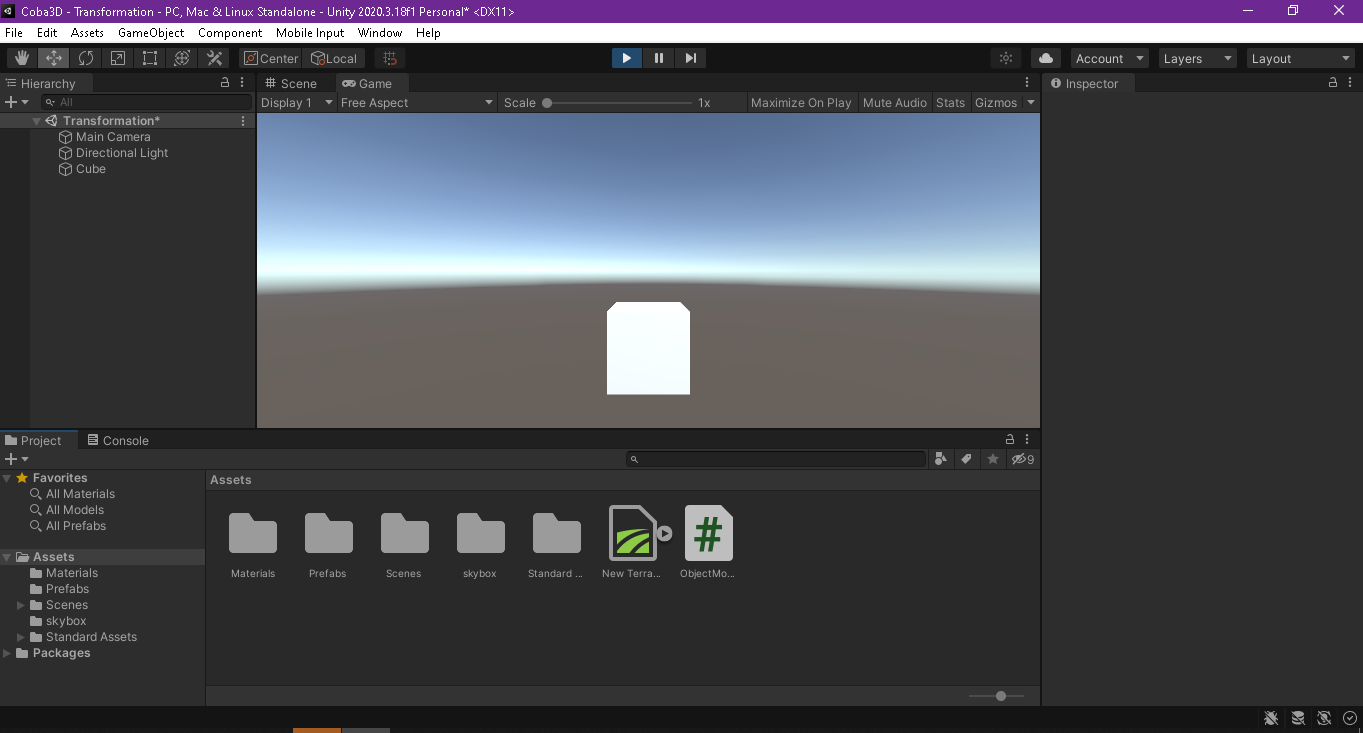 Coba3D - Transformation - PC, Mac & Linux Standalone - Unity 2020.3.18f1 Personal* <DX11>
File Edit Assets GameObject Component Mobile Input Window Help
Center Local Account Layers Layout
Hierarchy Scene Game Inspector
All Display 1 Free Aspect Scale 1x Maximize On Play Mute Audio Stats Gizmos
Transformation*
Main Camera
Directional Light
Cube
Project Console
9
Favorites Assets
All Materials
All Models
All Prefabs
Assets
Materials
Prefabs
Scenes
skybox
Standard Assets
Packages
Materials Prefabs Scenes skybox Standard ... New Terra... ObjectMo...